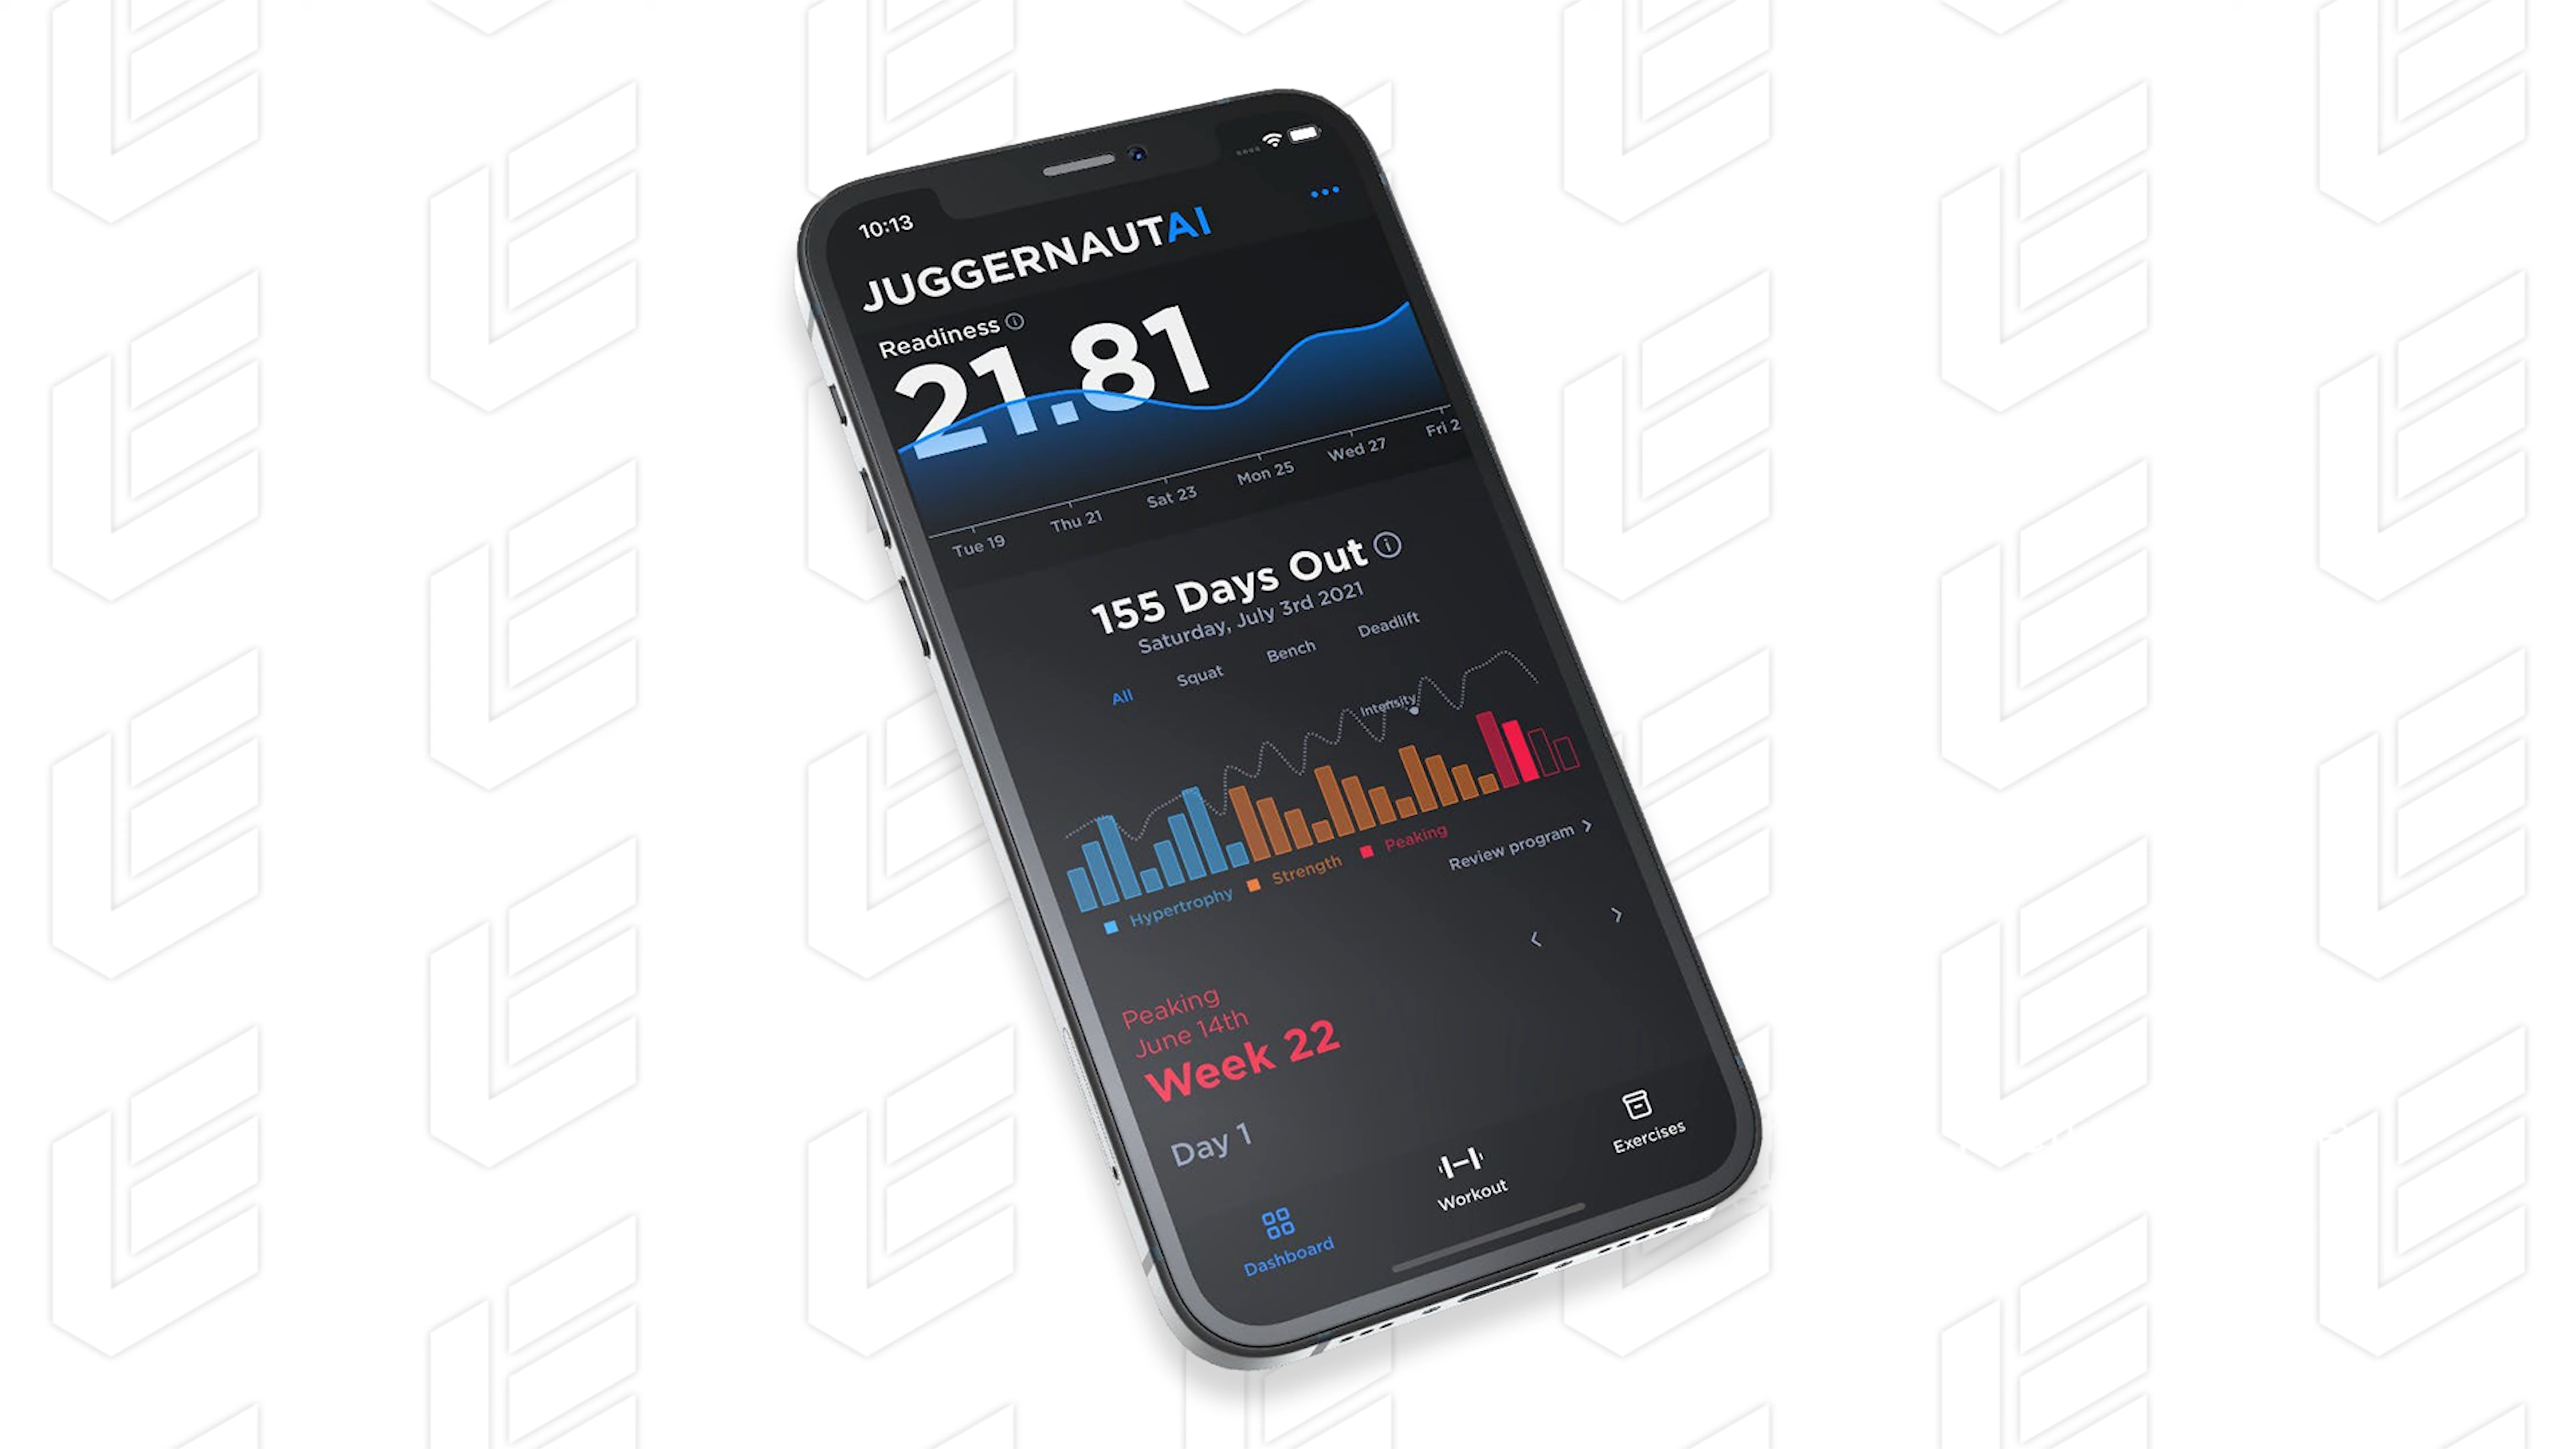 10:13
JUGGERNAUTAI
Readiness
21.81
Tue 19 Thu 21 Sat 23 Mon 25 Wed 27 Fri 2
155 Days Out
Saturday, July 3rd 2021
All Squat Bench Deadlift
Intensity
Hypertrophy Strength Peaking
Review program
Peaking
June 14th
Week 22
Day 1
Dashboard Workout Exercises